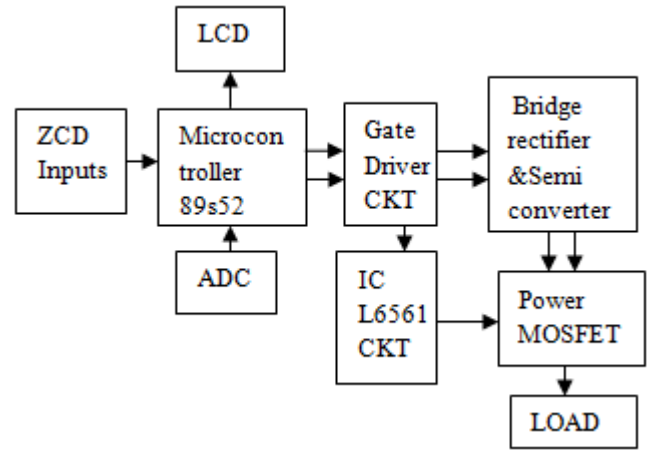 LCD
ZCD
Inputs
Microcon
troller
89s52
Gate
Driver
CKT
Bridge
rectifier
&Semi
converter
ADC
IC
L6561
CKT
Power
MOSFET
LOAD